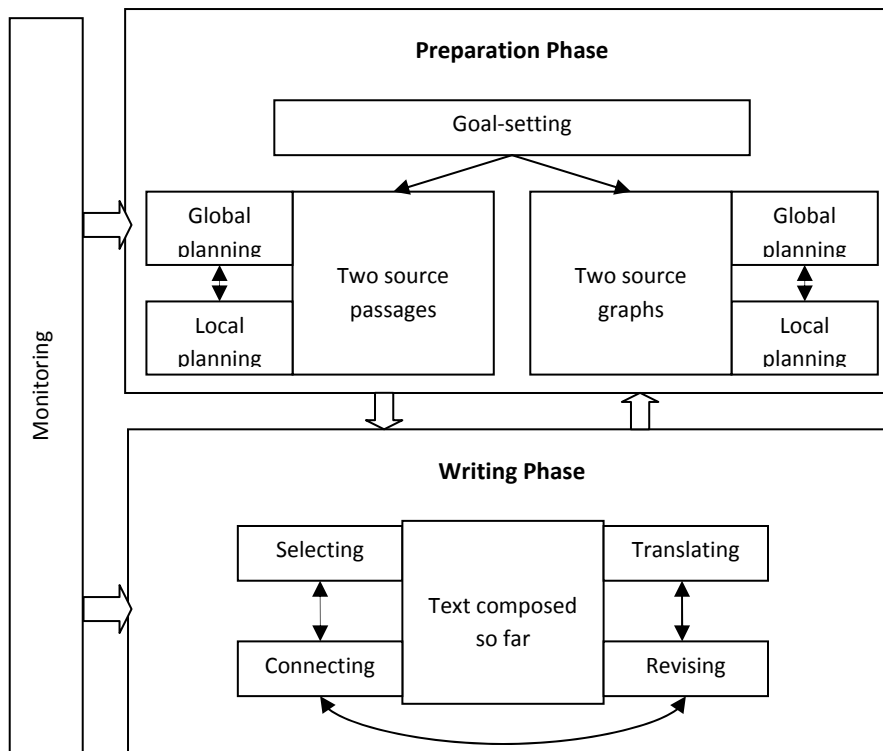 Preparation Phase
Goal-setting
Global
planning
Local
planning
Two source
passages
Two source
graphs
Global
planning
Local
planning
Monitoring
Writing Phase
Selecting
Connecting
Text composed
so far
Translating
Revising